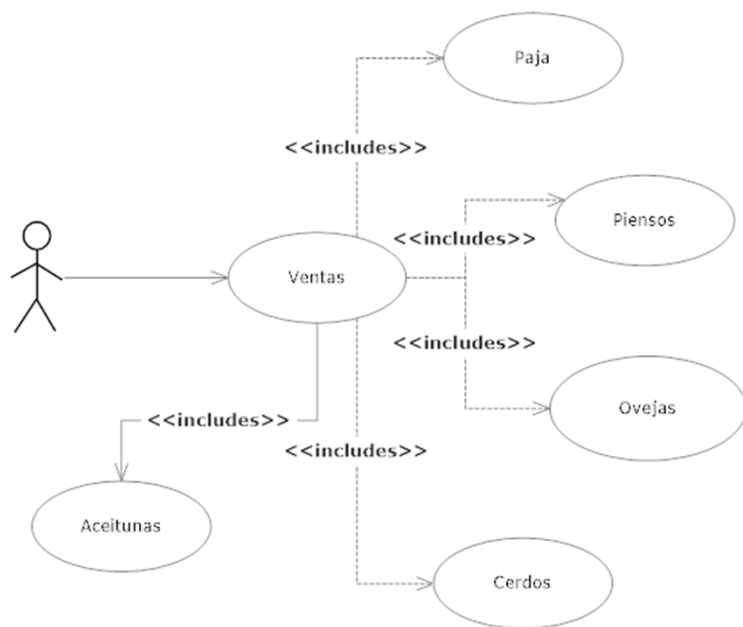 Paja
<<includes>>
Piensos
<<includes>>
Ventas
<<includes>>
Ovejas
<<includes>>
<<includes>>
Aceitunas
Cerdos